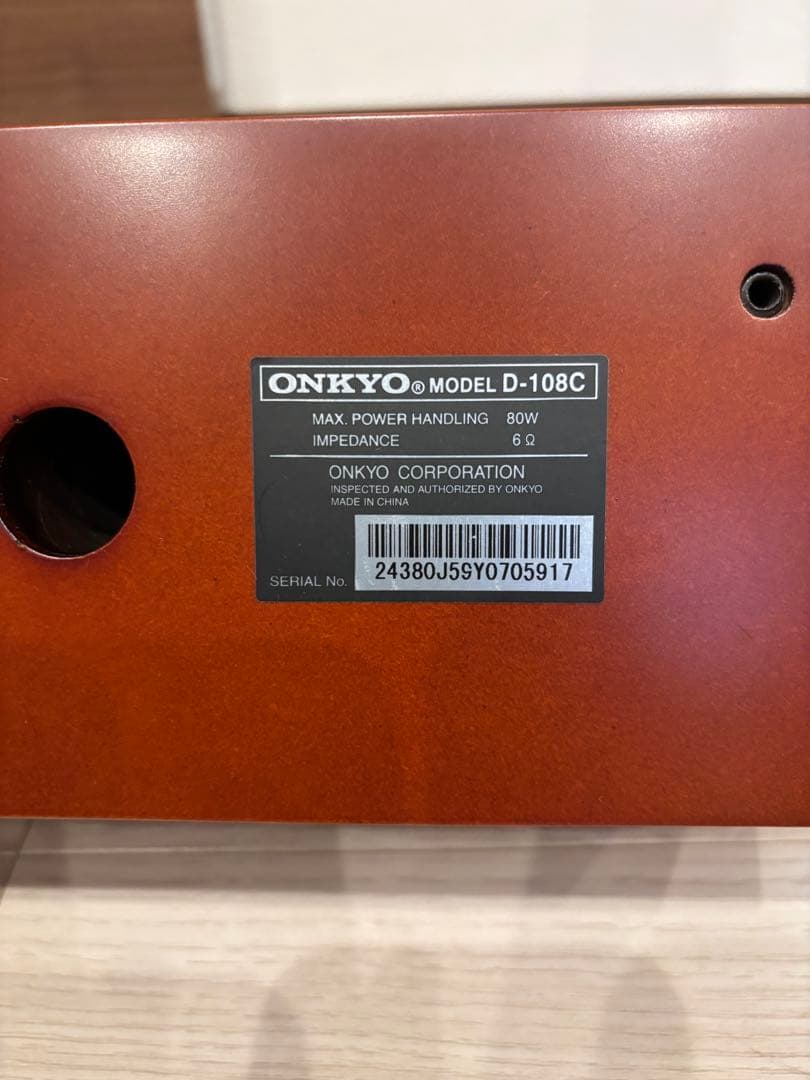 ONKYO® MODEL D-108C
MAX. POWER HANDLING 80W
IMPEDANCE 6 Ω
ONKYO CORPORATION
INSPECTED AND AUTHORIZED BY ONKYO
MADE IN CHINA
SERIAL No. 24380J59Y0705917